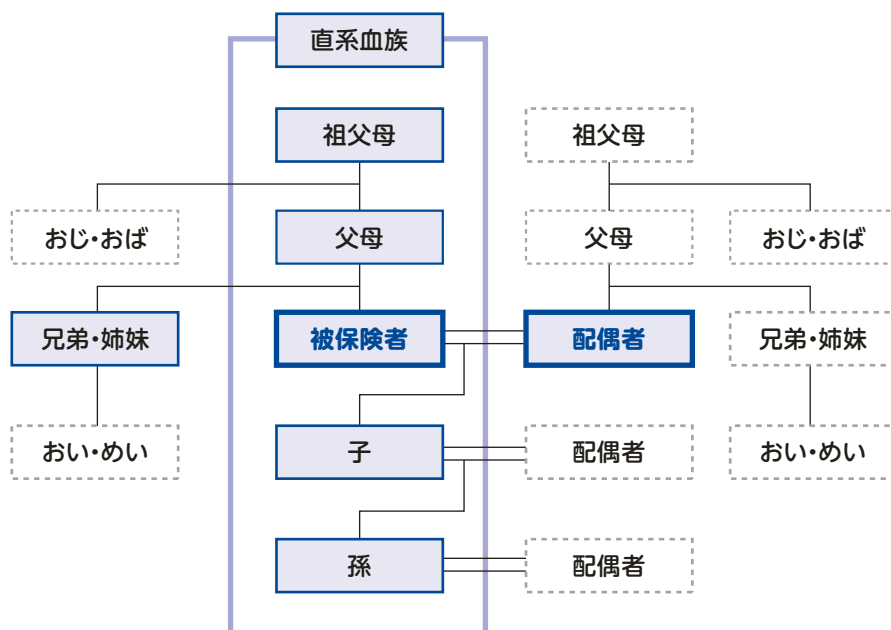 直系血族
祖父母
祖父母
おじ・おば
父母
父母
おじ・おば
兄弟・姉妹
被保険者
配偶者
兄弟・姉妹
おい・めい
子
配偶者
おい・めい
孫
配偶者